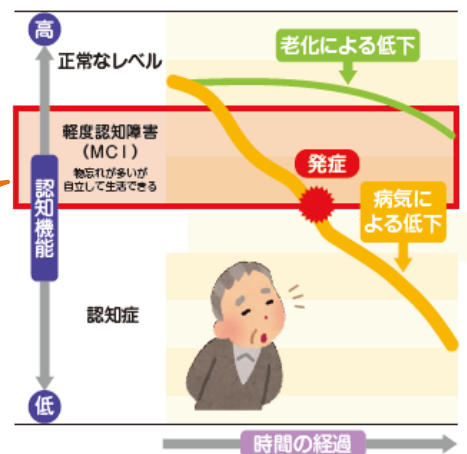 高
正常なレベル
老化による低下
軽度認知障害
(MCI)
物忘れが多いが
自立して生活できる
発症
認知機能
病気に
よる低下
認知症
低
時間の経過